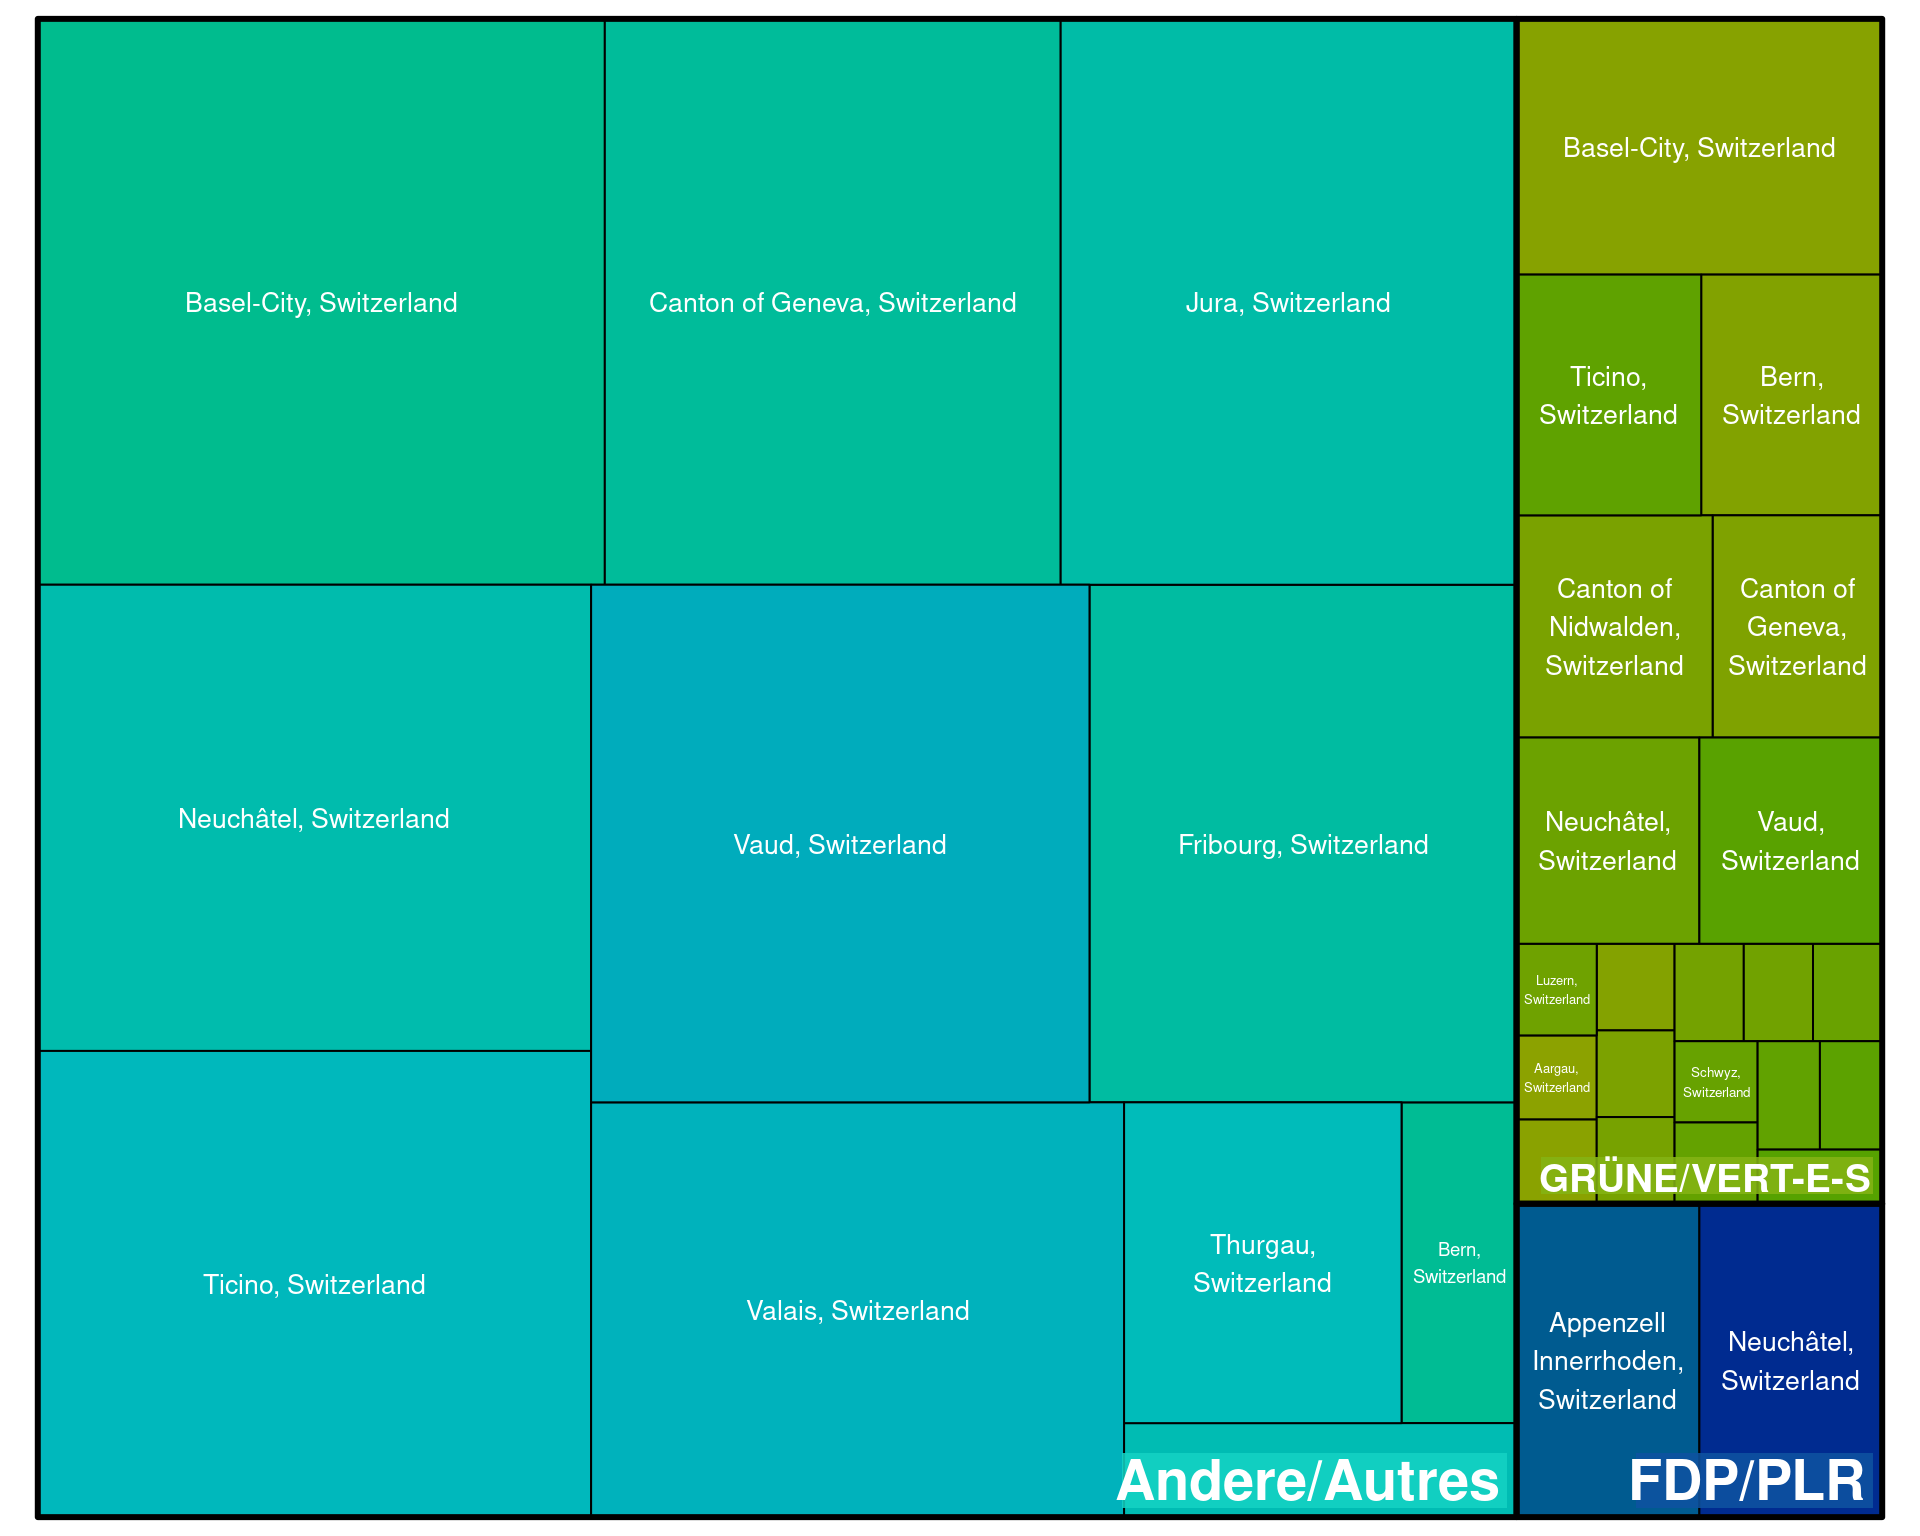 Basel-City, Switzerland
Canton of Geneva, Switzerland
Jura, Switzerland
Neuchâtel, Switzerland
Vaud, Switzerland
Fribourg, Switzerland
Ticino, Switzerland
Valais, Switzerland
Thurgau,
Switzerland
Bern,
Switzerland
Andere/Autres
Basel-City, Switzerland
Ticino,
Switzerland
Bern,
Switzerland
Canton of
Nidwalden,
Switzerland
Canton of
Geneva,
Switzerland
Neuchâtel,
Switzerland
Vaud,
Switzerland
Luzern,
Switzerland
Aargau,
Switzerland
Schwyz,
Switzerland
GRÜNE/VERT-E-S
Appenzell
Innerrhoden,
Switzerland
Neuchâtel,
Switzerland
FDP/PLR